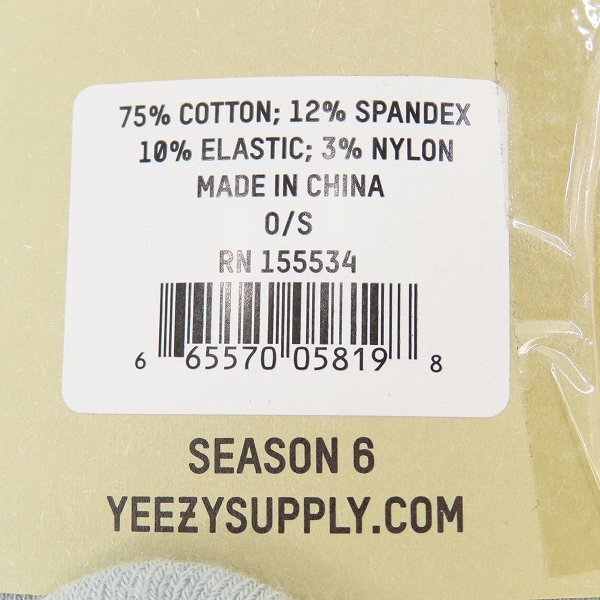 75% COTTON; 12% SPANDEX
10% ELASTIC; 3% NYLON
MADE IN CHINA
O/S
RN 155534
6 65570 05819 8
SEASON 6
YEEZYSUPPLY.COM